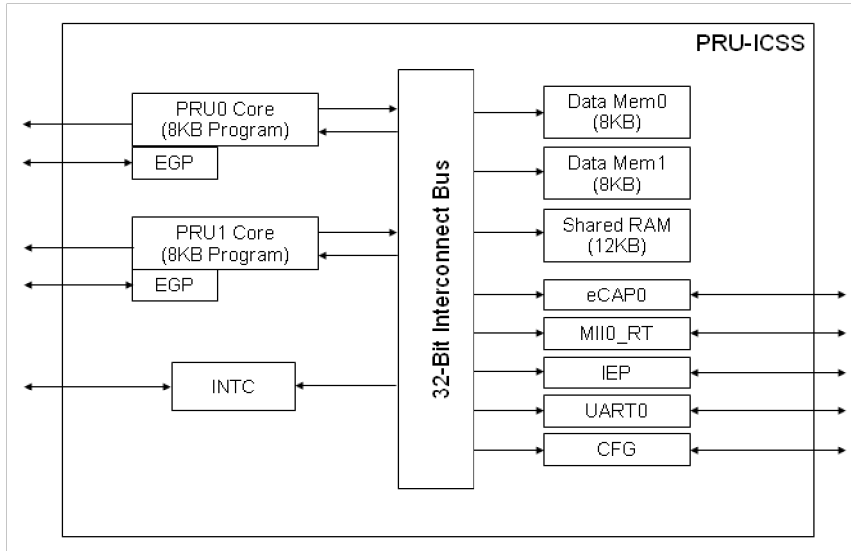 PRU-ICSS
PRU0 Core
(8KB Program)
EGP
PRU1 Core
(8KB Program)
EGP
INTC
32-Bit Interconnect Bus
Data Mem0
(8KB)
Data Mem1
(8KB)
Shared RAM
(12KB)
eCAP0
MII0_RT
IEP
UART0
CFG